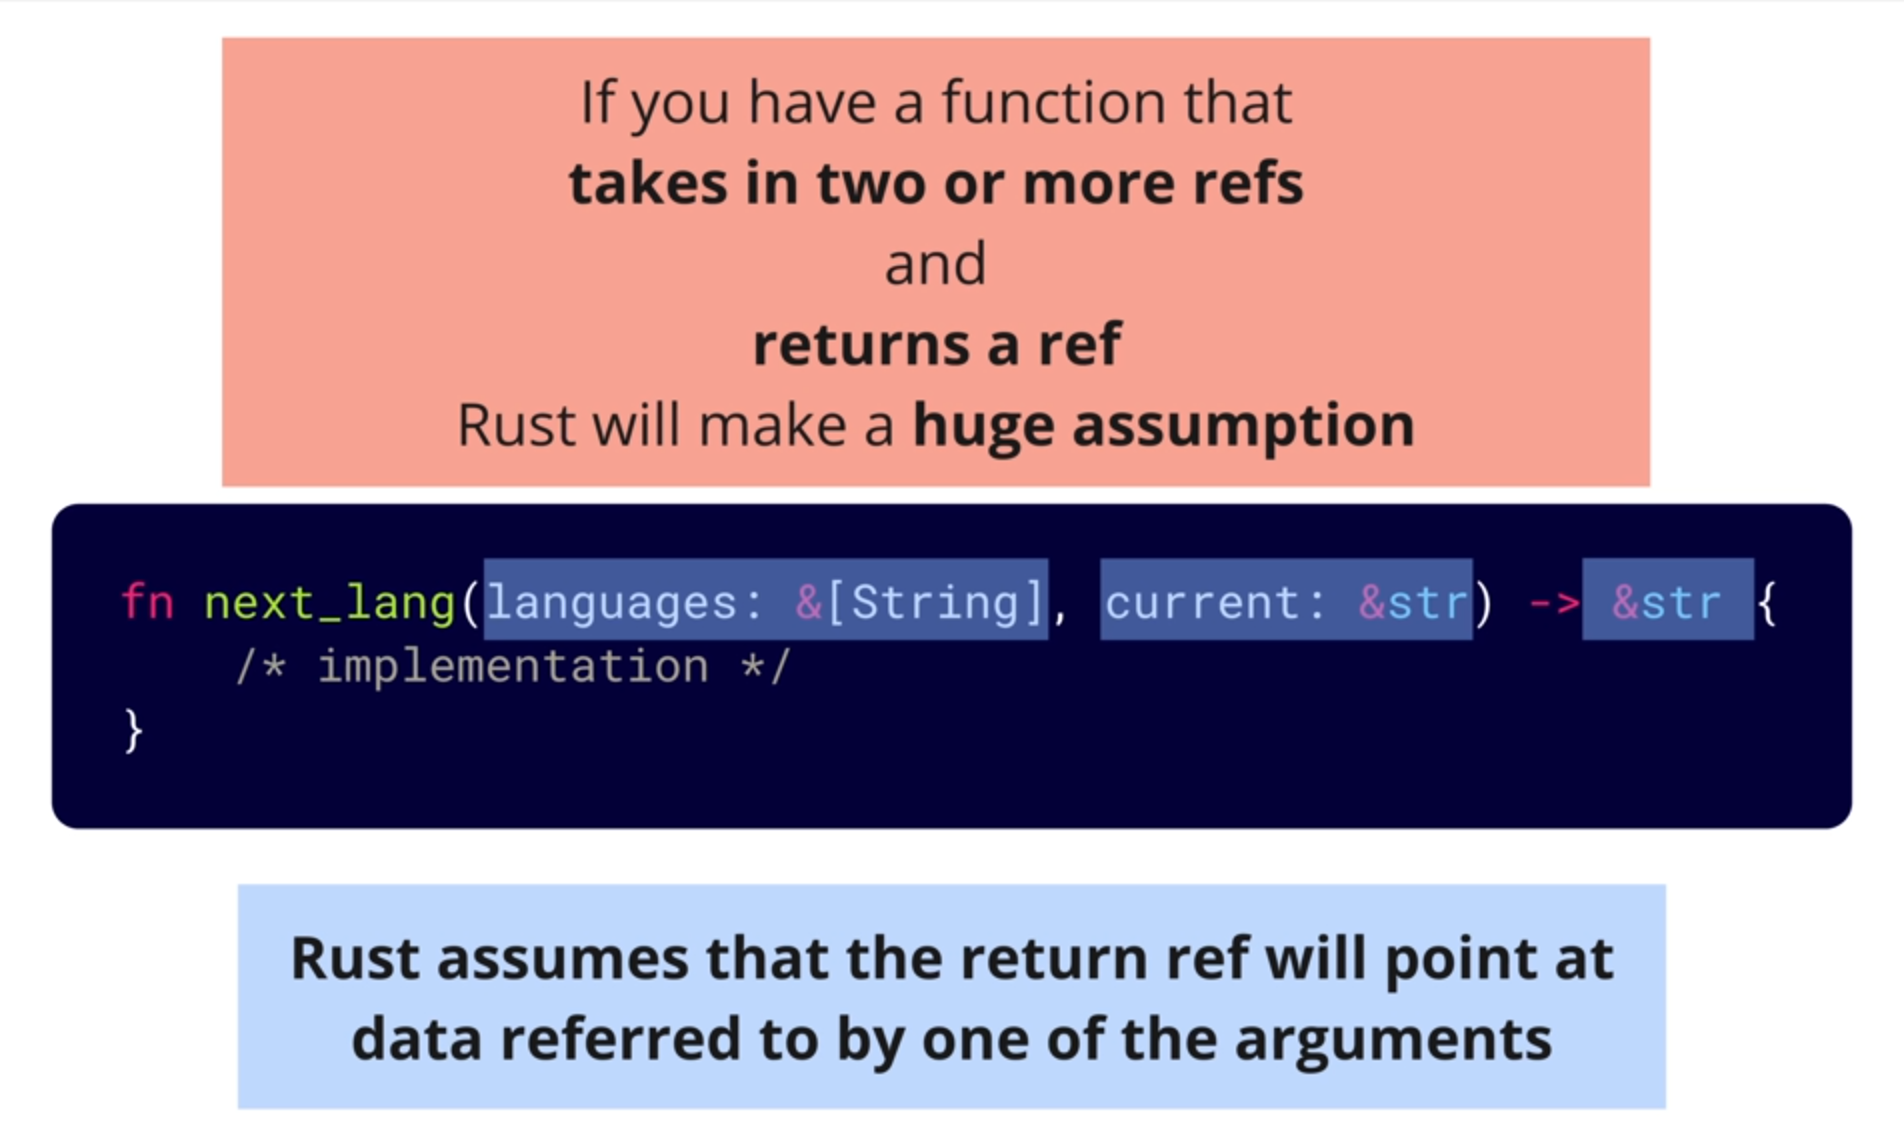 If you have a function that
takes in two or more refs
and
returns a ref
Rust will make a huge assumption
fn next_lang(languages: &[String], current: &str) -> &str {
    /* implementation */
}
Rust assumes that the return ref will point at
data referred to by one of the arguments